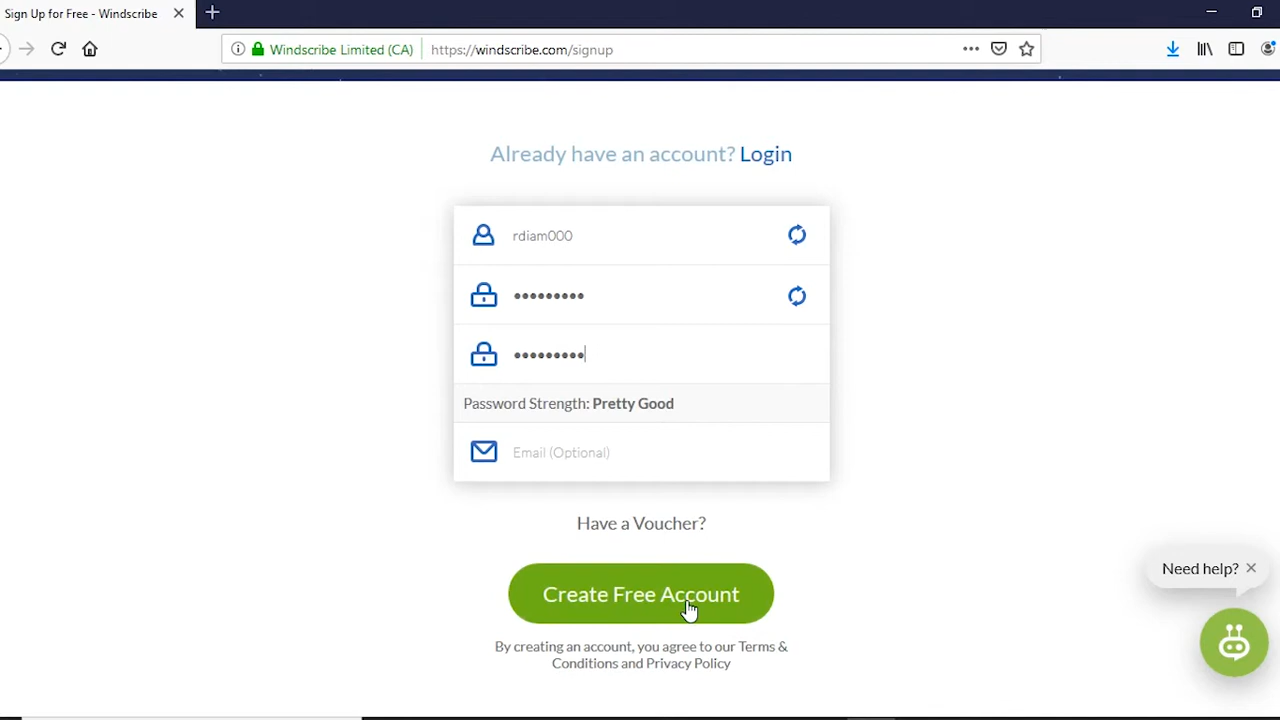 Sign Up for Free - Windscribe
Windscribe Limited (CA) https://windscribe.com/signup
Already have an account? Login
rdiam000
•••••••••
•••••••••
Password Strength: Pretty Good
Email (Optional)
Have a Voucher?
Need help?
Create Free Account
By creating an account, you agree to our Terms &
Conditions and Privacy Policy